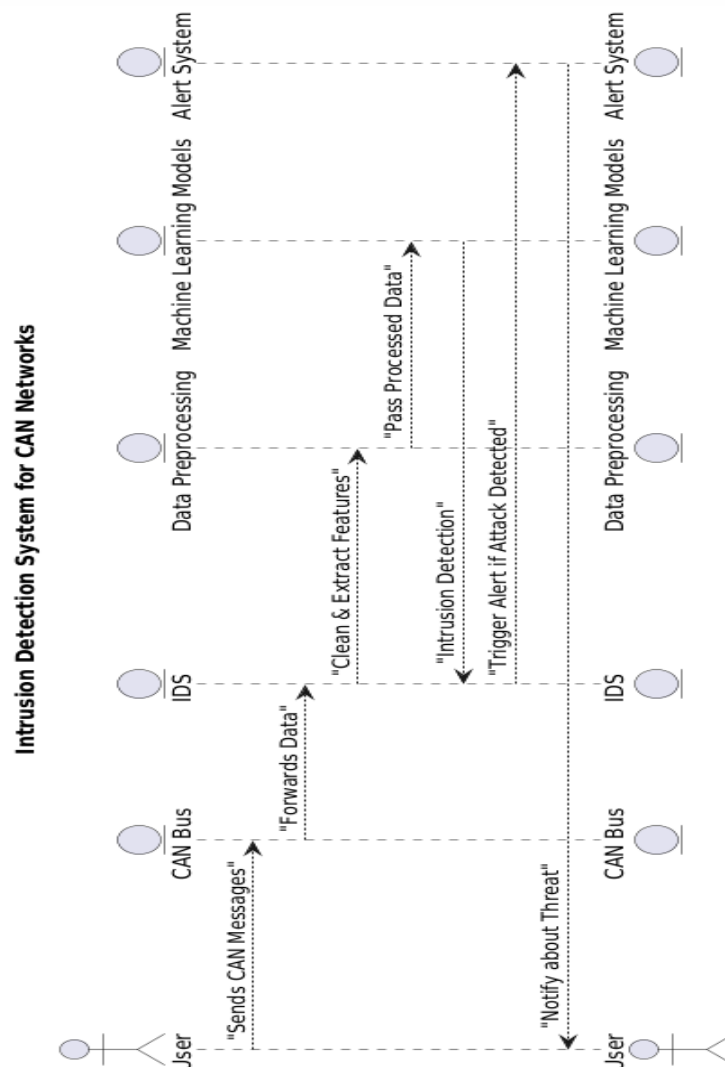 Intrusion Detection System for CAN Networks
User
CAN Bus
IDS
Data Preprocessing
Machine Learning Models
Alert System
"Sends CAN Messages"
"Forwards Data"
"Clean & Extract Features"
"Pass Processed Data"
"Intrusion Detection"
"Trigger Alert if Attack Detected"
"Notify about Threat"
User
CAN Bus
IDS
Data Preprocessing
Machine Learning Models
Alert System